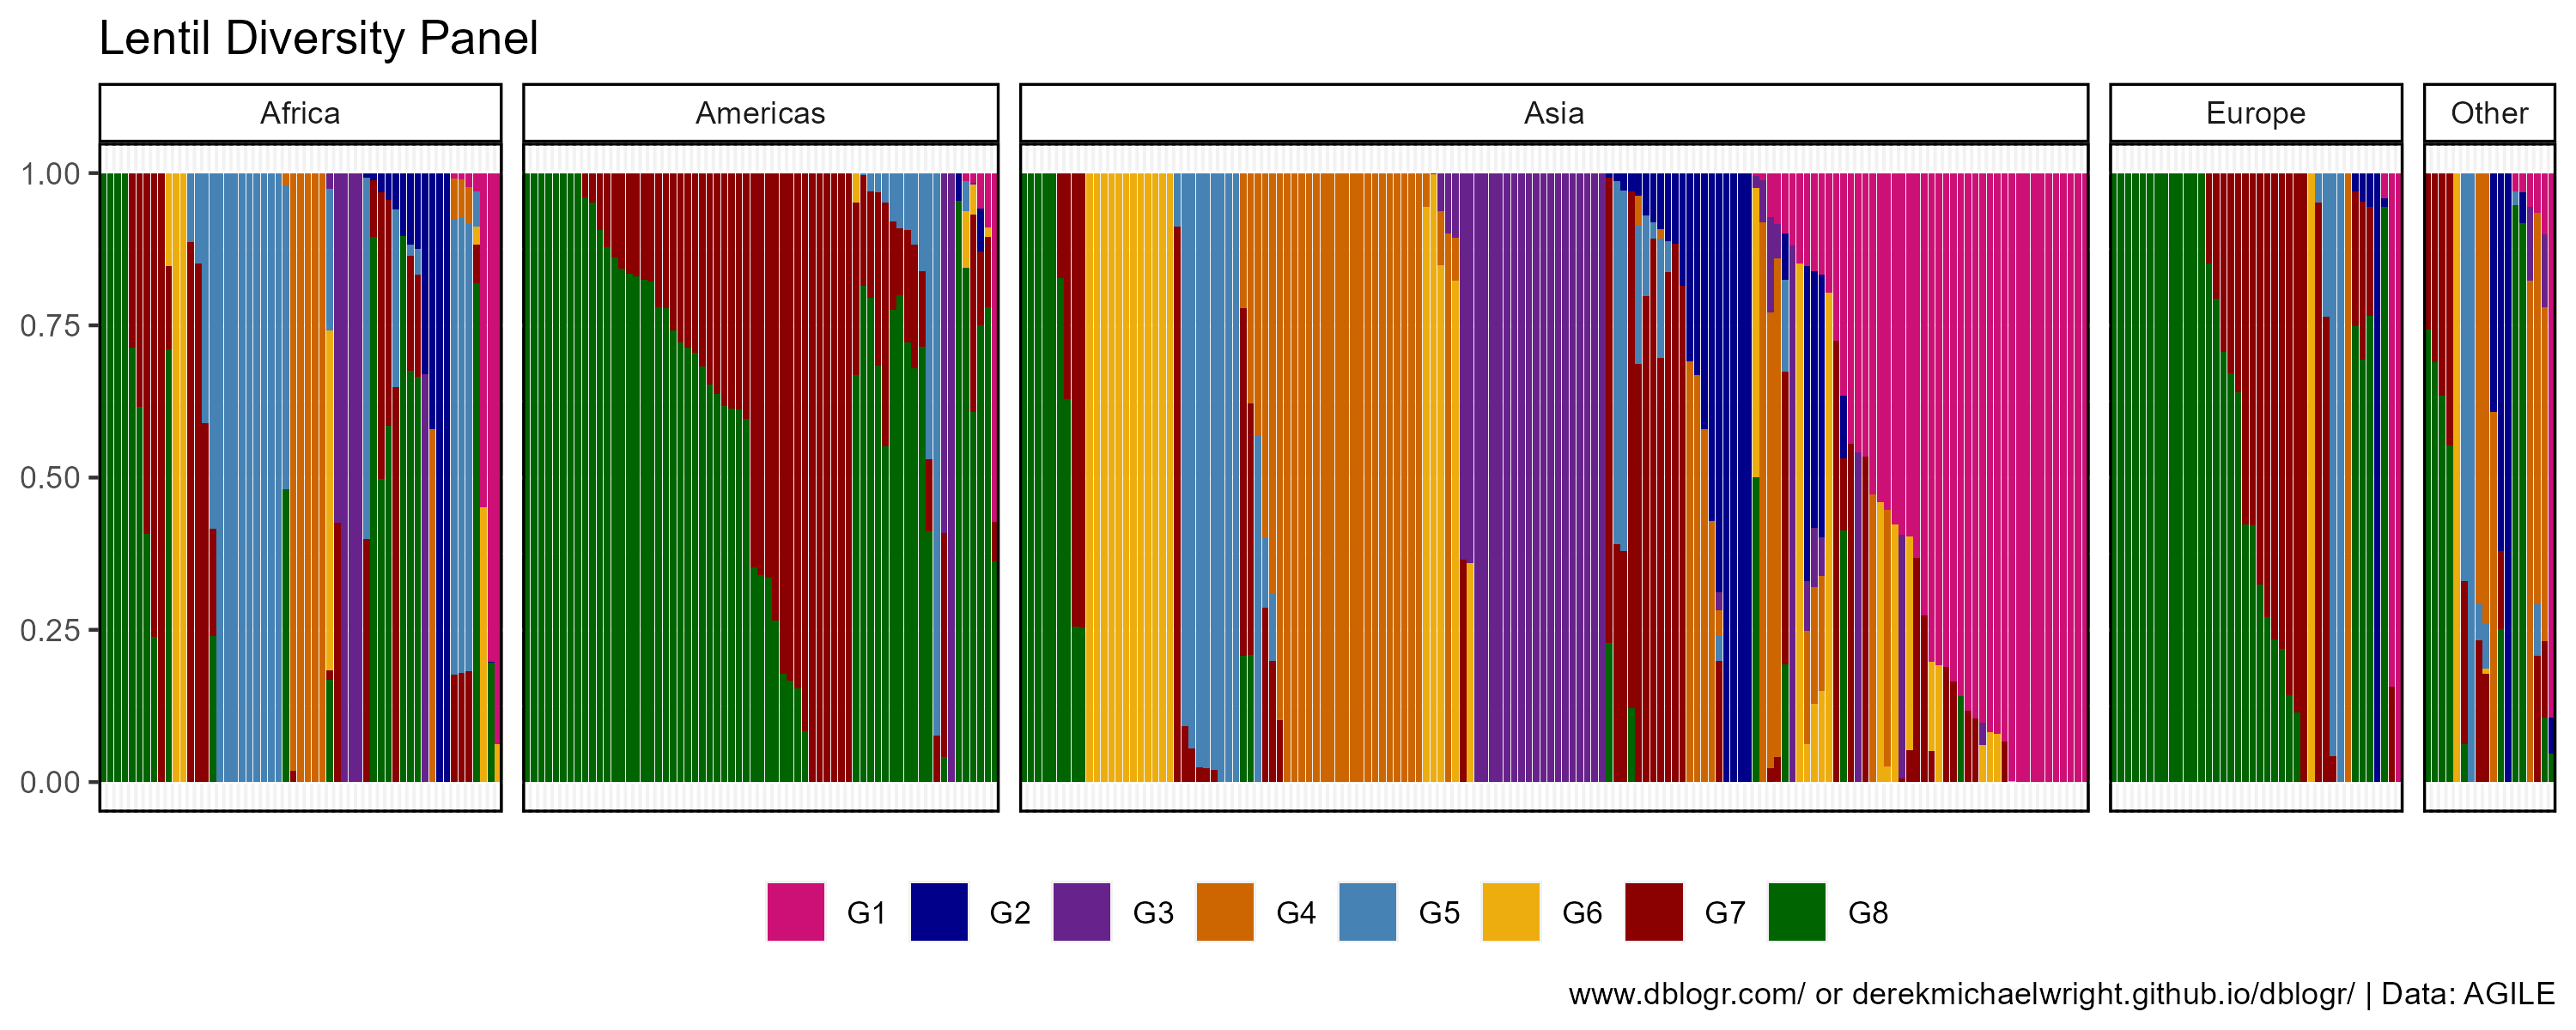 Lentil Diversity Panel
Africa Americas Asia Europe Other
1.00
0.75
0.50
0.25
0.00
G1 G2 G3 G4 G5 G6 G7 G8
www.dblogr.com/ or derekmichaelwright.github.io/dblogr/ | Data: AGILE